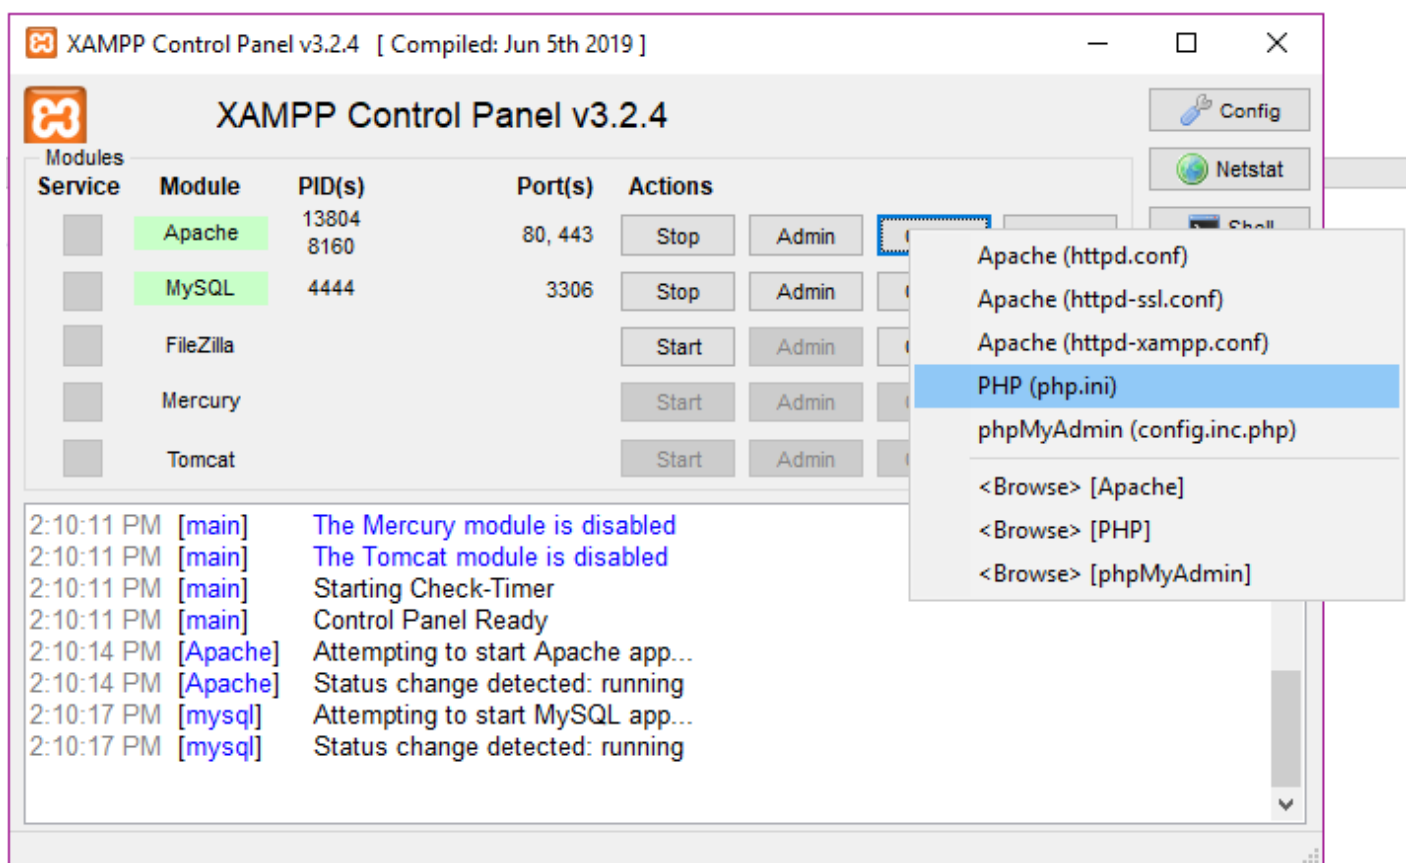 XAMPP Control Panel v3.2.4 [ Compiled: Jun 5th 2019 ]
XAMPP Control Panel v3.2.4
Config
Modules
Netstat
Service Module PID(s) Port(s) Actions
Shell
Apache 13804 8160 80, 443 Stop Admin
MySQL 4444 3306 Stop Admin
FileZilla Start Admin
Mercury Start Admin
Tomcat Start Admin
Apache (httpd.conf)
Apache (httpd-ssl.conf)
Apache (httpd-xampp.conf)
PHP (php.ini)
phpMyAdmin (config.inc.php)
<Browse> [Apache]
<Browse> [PHP]
<Browse> [phpMyAdmin]
2:10:11 PM [main] The Mercury module is disabled
2:10:11 PM [main] The Tomcat module is disabled
2:10:11 PM [main] Starting Check-Timer
2:10:11 PM [main] Control Panel Ready
2:10:14 PM [Apache] Attempting to start Apache app...
2:10:14 PM [Apache] Status change detected: running
2:10:17 PM [mysql] Attempting to start MySQL app...
2:10:17 PM [mysql] Status change detected: running